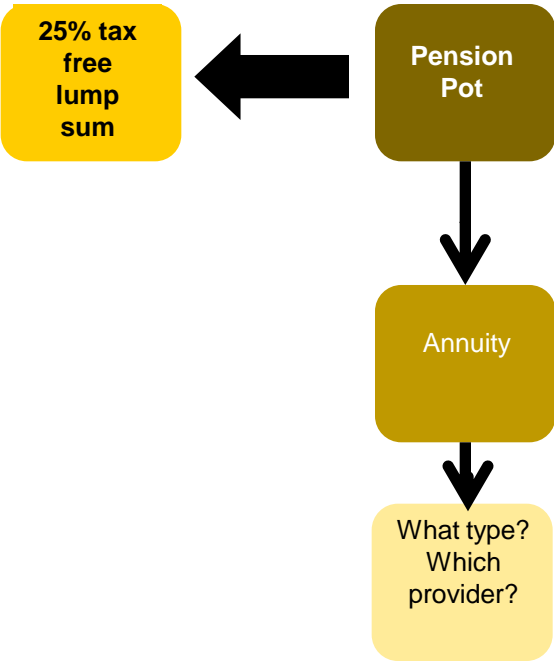 25% tax
free
lump
sum
Pension
Pot
Annuity
What type?
Which
provider?